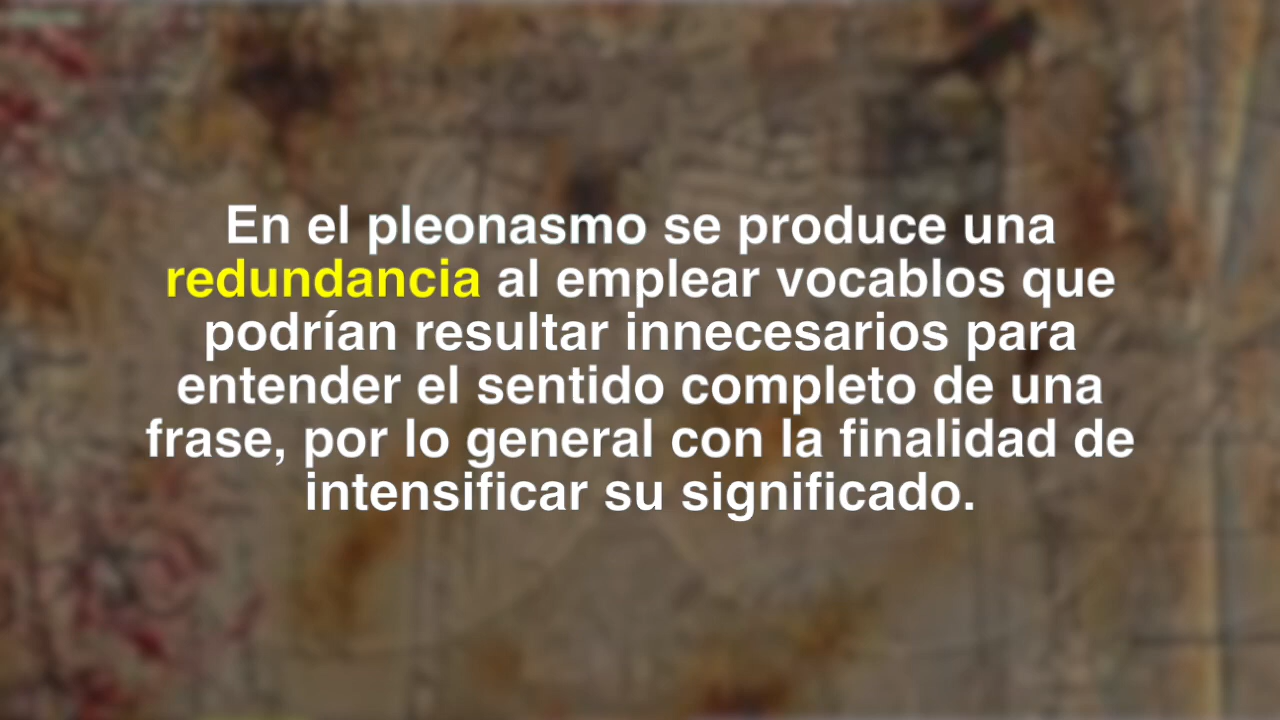 En el pleonasmo se produce una
redundancia al emplear vocablos que
podrían resultar innecesarios para
entender el sentido completo de una
frase, por lo general con la finalidad de
intensificar su significado.